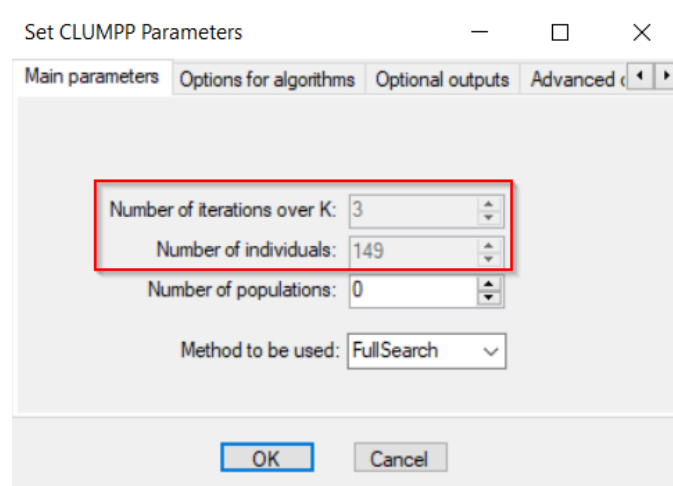 Set CLUMPP Parameters
Main parameters Options for algorithms Optional outputs Advanced
Number of iterations over K: 3
Number of individuals: 149
Number of populations: 0
Method to be used: FullSearch
OK Cancel